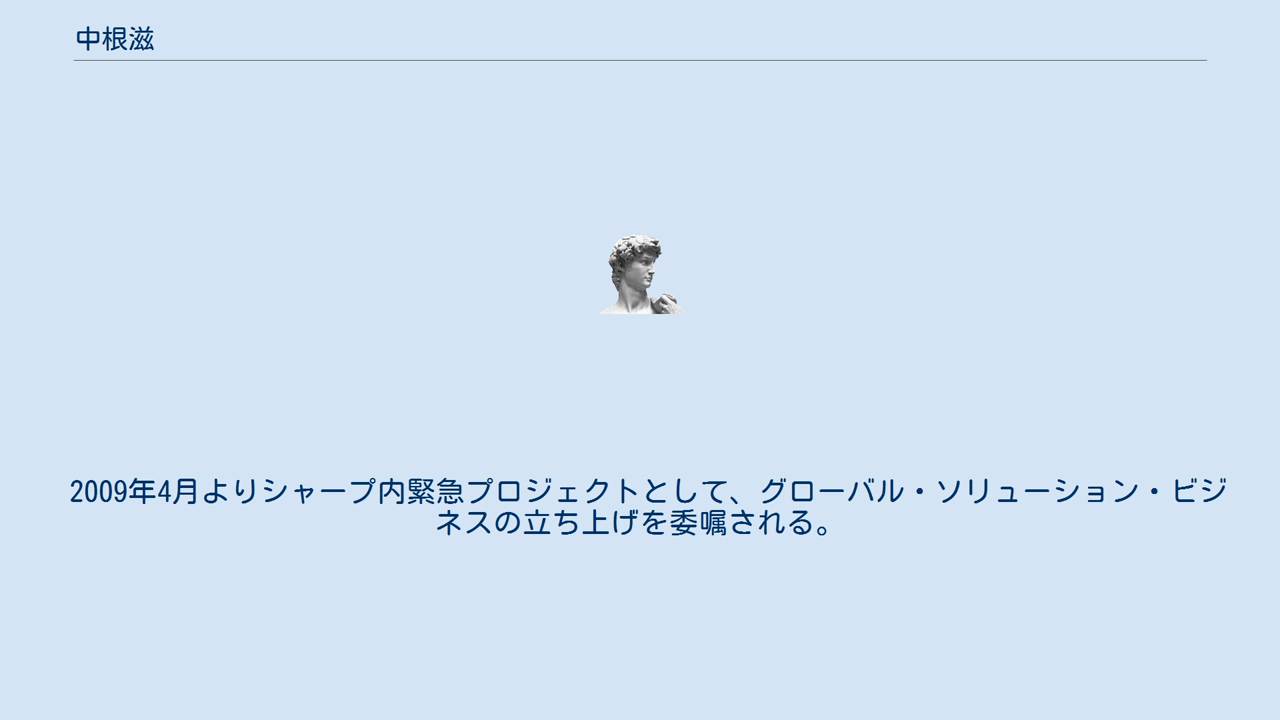 中根滋
2009年4月よりシャープ内緊急プロジェクトとして、グローバル・ソリューション・ビジ
ネスの立ち上げを委嘱される。